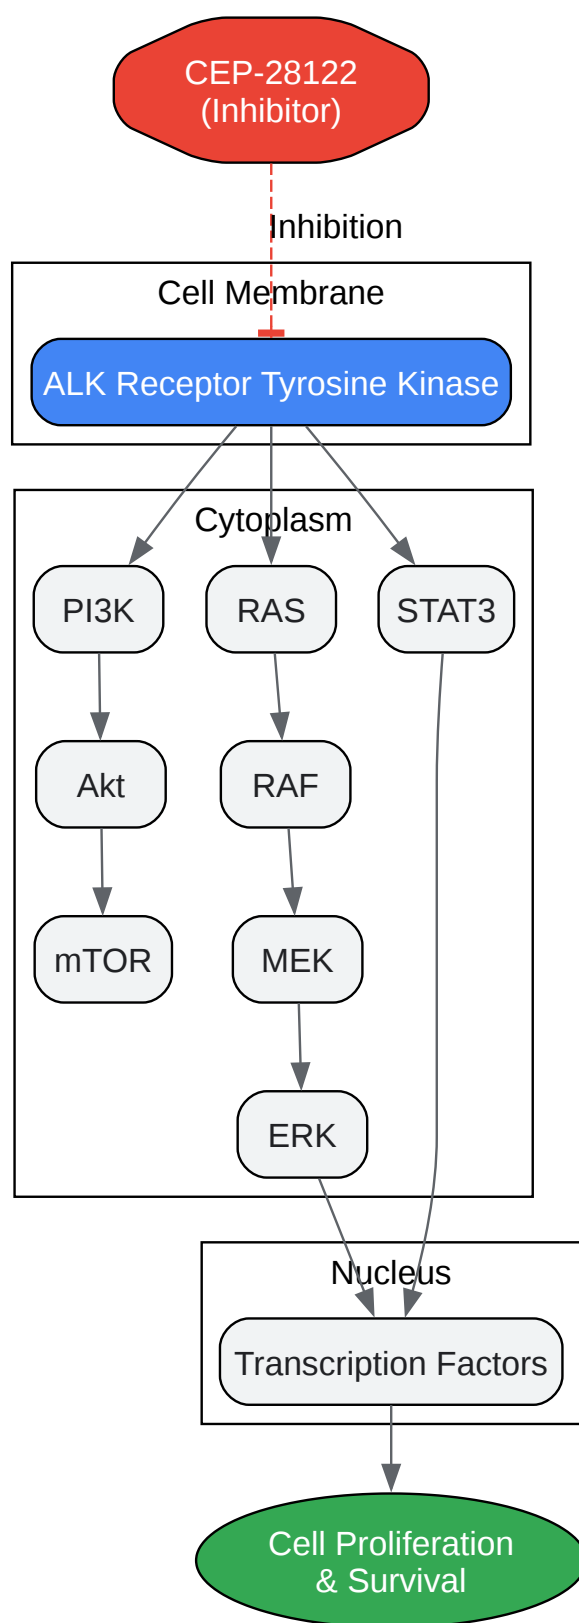 CEP-28122
(Inhibitor)
Inhibition
Cell Membrane
ALK Receptor Tyrosine Kinase
Cytoplasm
PI3K
RAS
STAT3
Akt
RAF
mTOR
MEK
ERK
Nucleus
Transcription Factors
Cell Proliferation
& Survival